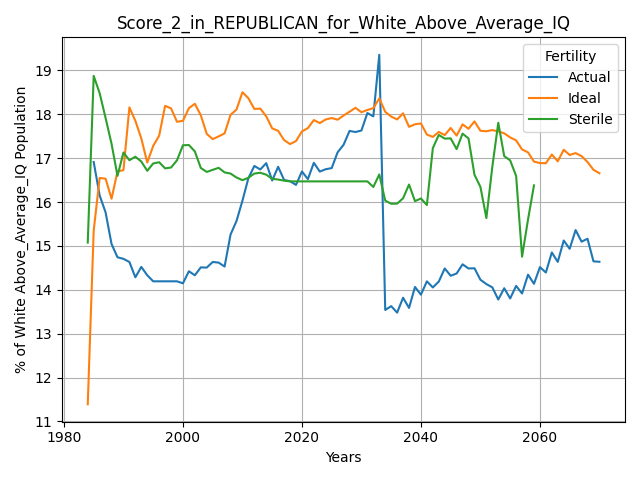 Score_2_in_REPUBLICAN_for_White_Above_Average_IQ
Fertility
Actual
Ideal
Sterile
% of White Above_Average_IQ Population
19
18
17
16
15
14
13
12
11
1980
2000
2020
2040
2060
Years